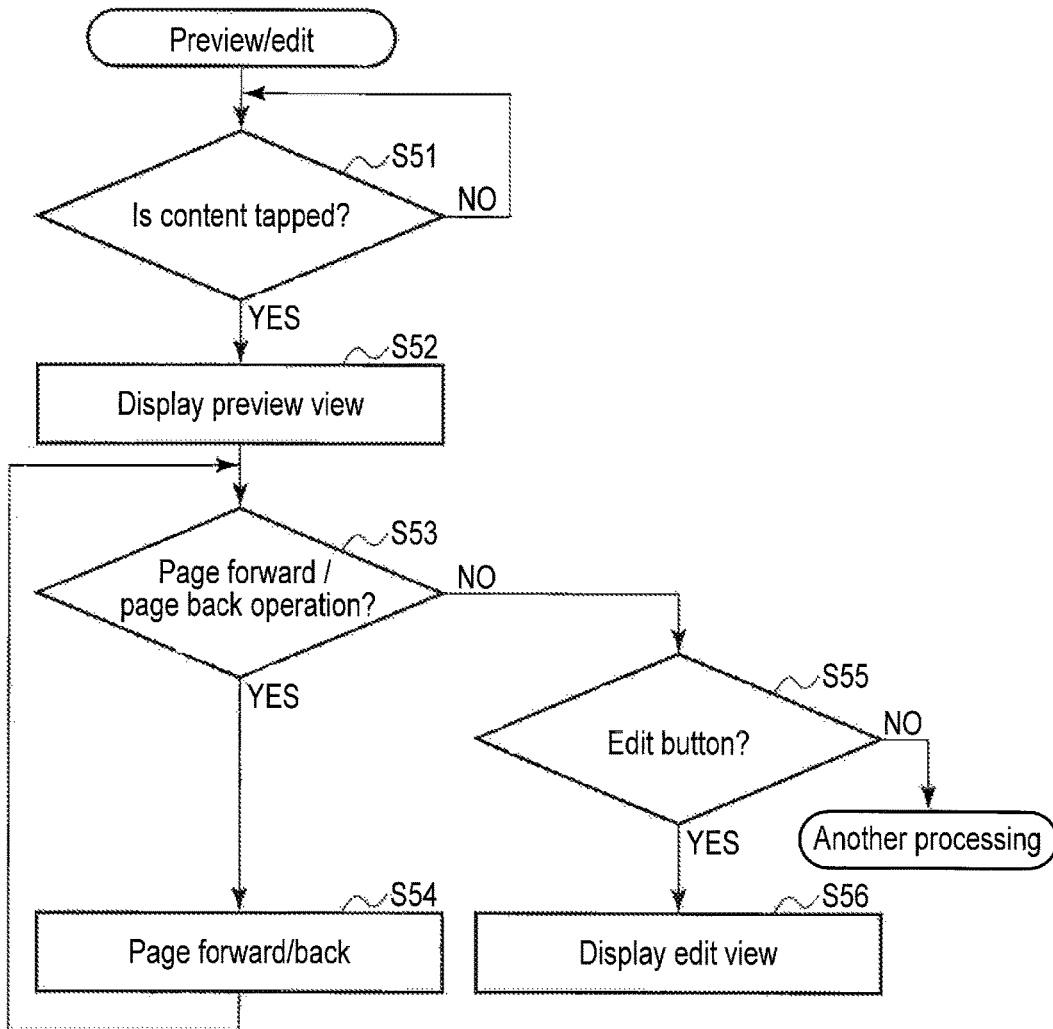 Preview/edit
S51
Is content tapped?
NO
YES
S52
Display preview view
S53
Page forward /
page back operation?
NO
YES
S55
Edit button?
NO
YES
Another processing
S54
Page forward/back
S56
Display edit view